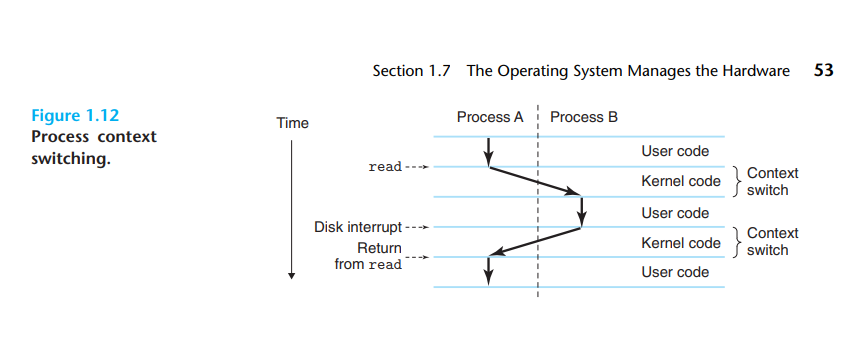 Section 1.7 The Operating System Manages the Hardware 53
Figure 1.12
Process context
switching.
Time
Process A
Process B
User code
read
Kernel code
Context
switch
User code
Disk interrupt
Kernel code
Context
switch
Return
from read
User code